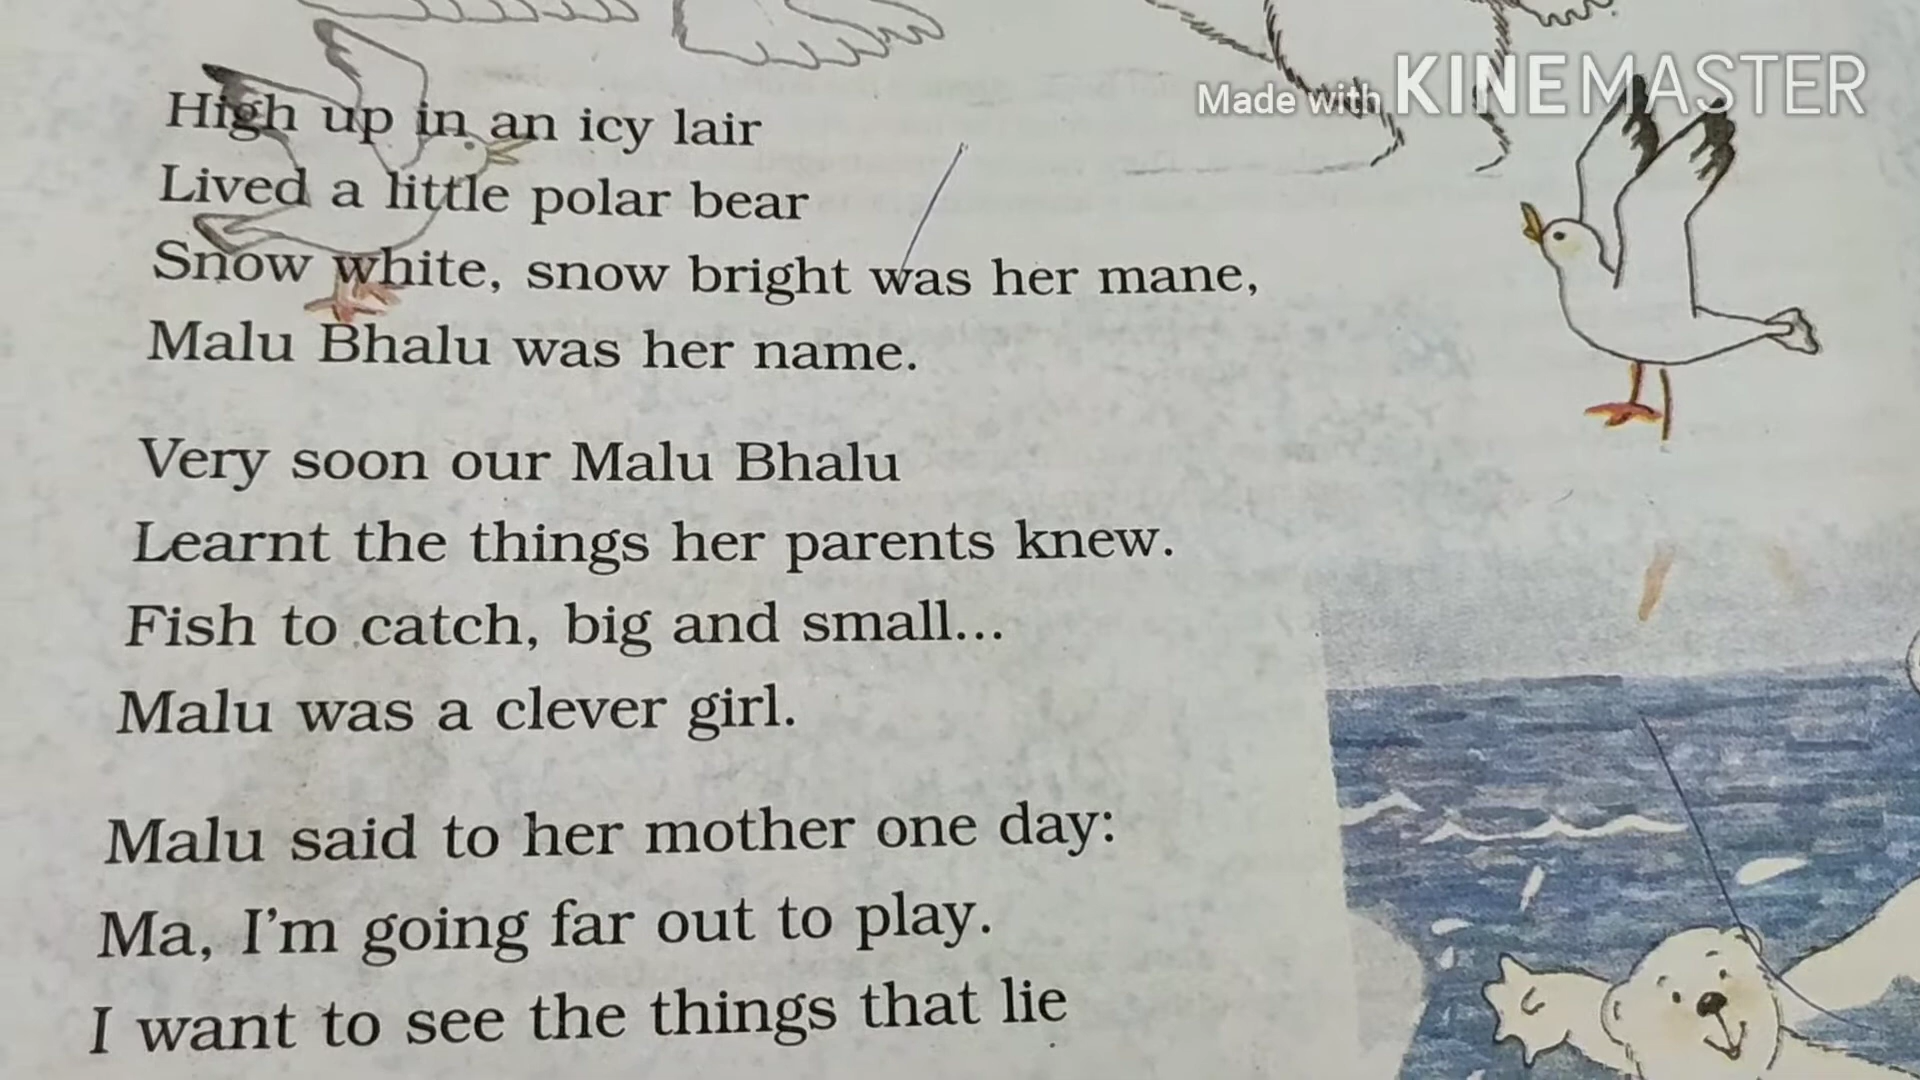 Made with KINEMASTER
High up in an icy lair
Lived a little polar bear
Snow white, snow bright was her mane,
Malu Bhalu was her name.
Very soon our Malu Bhalu
Learnt the things her parents knew.
Fish to catch, big and small...
Malu was a clever girl.
Malu said to her mother one day:
Ma, I'm going far out to play.
I want to see the things that lie